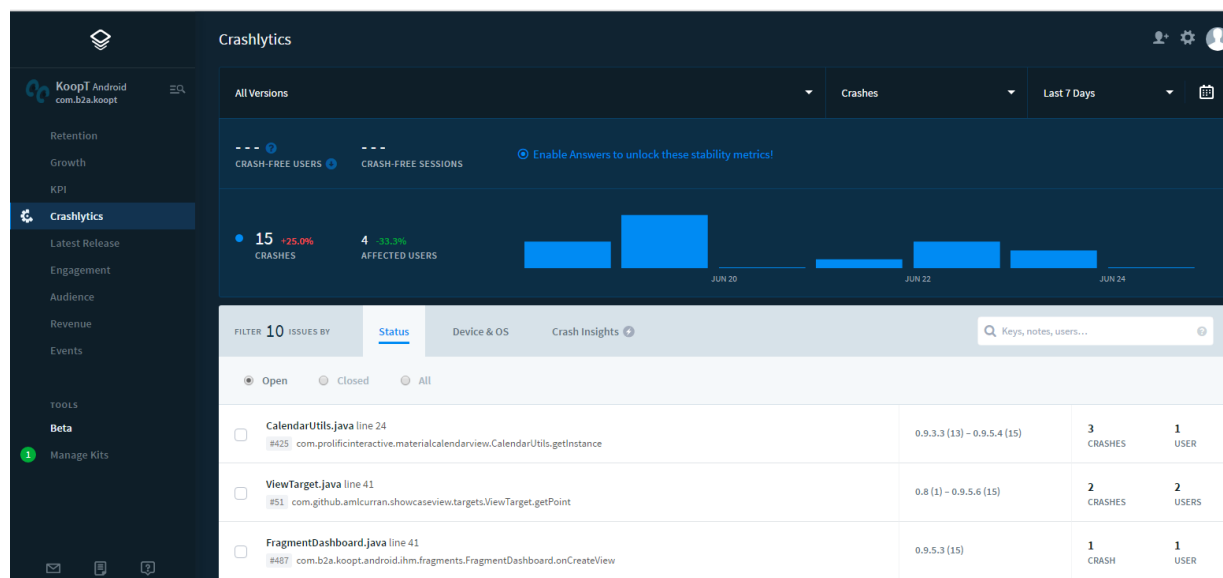 Crashlytics
KoopT Android
com.b2a.koopt
Retention
Growth
KPI
Crashlytics
Latest Release
Engagement
Audience
Revenue
Events
TOOLS
Beta
1 Manage Kits
All Versions
Crashes
Last 7 Days
--- ?
---
CRASH-FREE USERS
CRASH-FREE SESSIONS
Enable Answers to unlock these stability metrics!
15 +25.0%
4 -33.3%
CRASHES
AFFECTED USERS
JUN 20
JUN 22
JUN 24
FILTER 10 ISSUES BY
Status
Device & OS
Crash Insights
Keys, notes, users...
?
Open
Closed
All
CalendarUtils.java line 24
#425 com.prolificinteractive.materialcalendarview.CalendarUtils.getInstance
0.9.3.3 (13) – 0.9.5.4 (15)
3
CRASHES
1
USER
ViewTarget.java line 41
#51 com.github.amlcurran.showcaseview.targets.ViewTarget.getPoint
0.8 (1) – 0.9.5.6 (15)
2
CRASHES
2
USERS
FragmentDashboard.java line 41
#487 com.b2a.koopt.android.ihm.fragments.FragmentDashboard.onCreateView
0.9.5.3 (15)
1
CRASH
1
USER
?